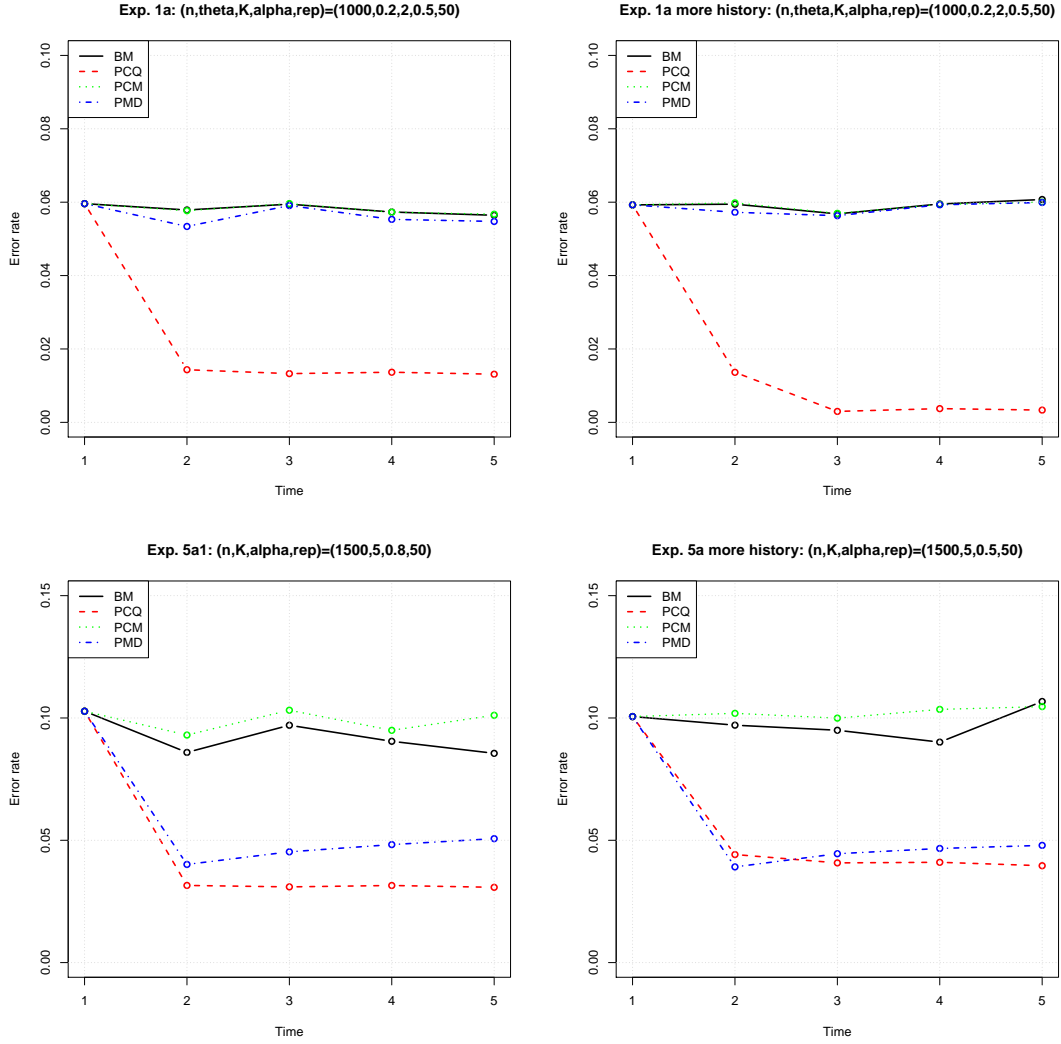 Exp. 1a: (n,theta,K,alpha,rep)=(1000,0.2,2,0.5,50)
BM
PCQ
PCM
PMD
0.10
0.08
0.06
0.04
0.02
0.00
Error rate
1 2 3 4 5
Time
Exp. 1a more history: (n,theta,K,alpha,rep)=(1000,0.2,2,0.5,50)
BM
PCQ
PCM
PMD
0.10
0.08
0.06
0.04
0.02
0.00
Error rate
1 2 3 4 5
Time
Exp. 5a1: (n,K,alpha,rep)=(1500,5,0.8,50)
BM
PCQ
PCM
PMD
0.15
0.10
0.05
0.00
Error rate
1 2 3 4 5
Time
Exp. 5a more history: (n,K,alpha,rep)=(1500,5,0.5,50)
BM
PCQ
PCM
PMD
0.15
0.10
0.05
0.00
Error rate
1 2 3 4 5
Time